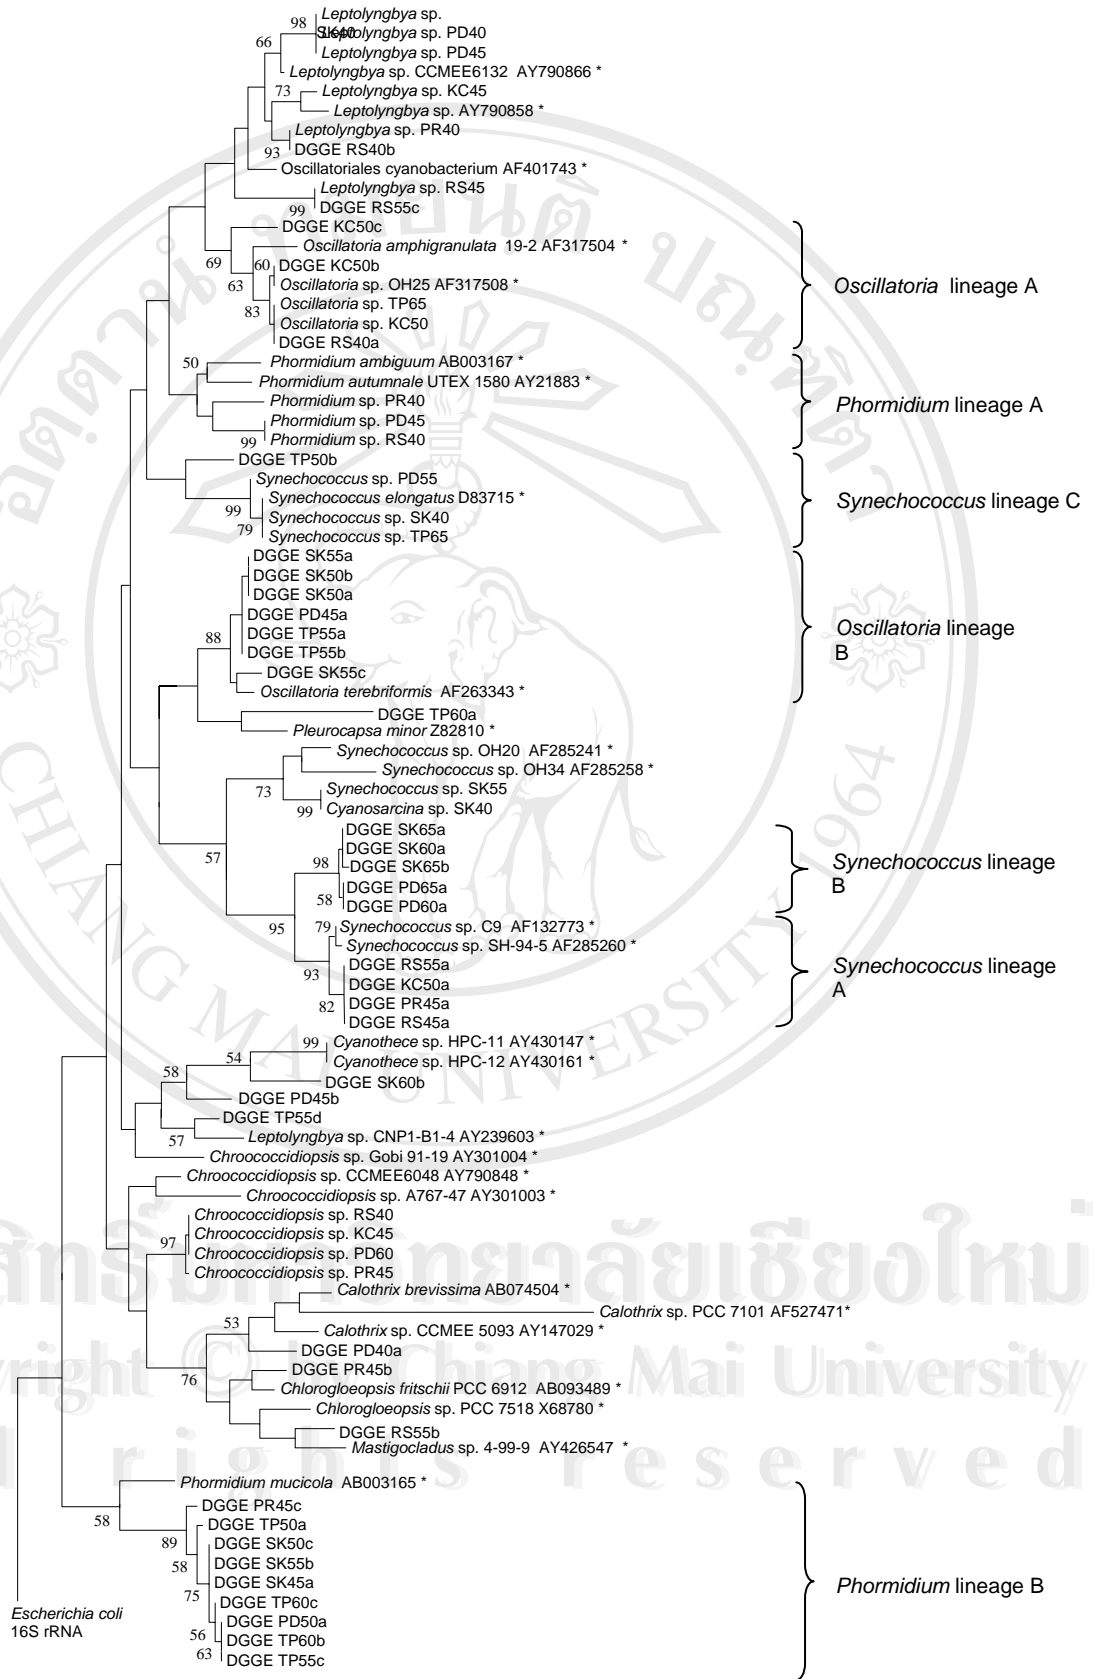 Leptolyngbya sp.
SK40
Leptolyngbya sp. PD40
98
66
Leptolyngbya sp. PD45
Leptolyngbya sp. CCMEE6132 AY790866 *
73
Leptolyngbya sp. KC45
Leptolyngbya sp. AY790858 *
Leptolyngbya sp. PR40
93
DGGE RS40b
Oscillatoriales cyanobacterium AF401743 *
Leptolyngbya sp. RS45
99
DGGE RS55c
DGGE KC50c
Oscillatoria amphigranulata 19-2 AF317504 *
69
60
DGGE KC50b
63
Oscillatoria sp. OH25 AF317508 *
Oscillatoria lineage A
Oscillatoria sp. TP65
83
Oscillatoria sp. KC50
DGGE RS40a
50
Phormidium ambiguum AB003167 *
Phormidium autumnale UTEX 1580 AY21883 *
Phormidium sp. PR40
Phormidium lineage A
Phormidium sp. PD45
99
Phormidium sp. RS40
DGGE TP50b
Synechococcus sp. PD55
Synechococcus elongatus D83715 *
Synechococcus lineage C
99
Synechococcus sp. SK40
79
Synechococcus sp. TP65
DGGE SK55a
DGGE SK50b
DGGE SK50a
DGGE PD45a
Oscillatoria lineage
B
88
DGGE TP55a
DGGE TP55b
DGGE SK55c
Oscillatoria terebriformis AF263343 *
DGGE TP60a
Pleurocapsa minor Z82810 *
Synechococcus sp. OH20 AF285241 *
Synechococcus sp. OH34 AF285258 *
73
Synechococcus sp. SK55
99
Cyanosarcina sp. SK40
DGGE SK65a
57
DGGE SK60a
98
DGGE SK65b
Synechococcus lineage
B
DGGE PD65a
58
DGGE PD60a
95
79
Synechococcus sp. C9 AF132773 *
Synechococcus sp. SH-94-5 AF285260 *
93
DGGE RS55a
Synechococcus lineage
A
DGGE KC50a
82
DGGE PR45a
DGGE RS45a
99
Cyanothece sp. HPC-11 AY430147 *
54
Cyanothece sp. HPC-12 AY430161 *
58
DGGE SK60b
DGGE PD45b
DGGE TP55d
57
Leptolyngbya sp. CNP1-B1-4 AY239603 *
Chroococcidiopsis sp. Gobi 91-19 AY301004 *
Chroococcidiopsis sp. CCMEE6048 AY790848 *
Chroococcidiopsis sp. A767-47 AY301003 *
Chroococcidiopsis sp. RS40
97
Chroococcidiopsis sp. KC45
Chroococcidiopsis sp. PD60
Chroococcidiopsis sp. PR45
Calothrix brevissima AB074504 *
Calothrix sp. PCC 7101 AF527471*
53
Calothrix sp. CCMEE 5093 AY147029 *
DGGE PD40a
76
DGGE PR45b
Chlorogloeopsis fritschii PCC 6912 AB093489 *
Chlorogloeopsis sp. PCC 7518 X68780 *
DGGE RS55b
Mastigocladus sp. 4-99-9 AY426547 *
Phormidium mucicola AB003165 *
58
DGGE PR45c
89
DGGE TP50a
DGGE SK50c
58
DGGE SK55b
75
DGGE SK45a
Phormidium lineage B
DGGE TP60c
DGGE PD50a
56
DGGE TP60b
63
DGGE TP55c
Escherichia coli
16S rRNA
CHIANG MAI UNIVERSITY 1964
by Chiang Mai University
rights reserved